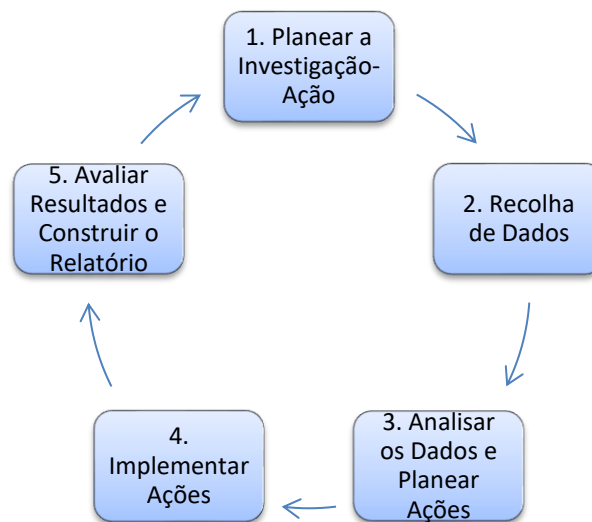 1. Planear a
Investigação-
Ação
2. Recolha
de Dados
3. Analisar
os Dados e
Planear
Ações
4.
Implementar
Ações
5. Avaliar
Resultados e
Construir o
Relatório